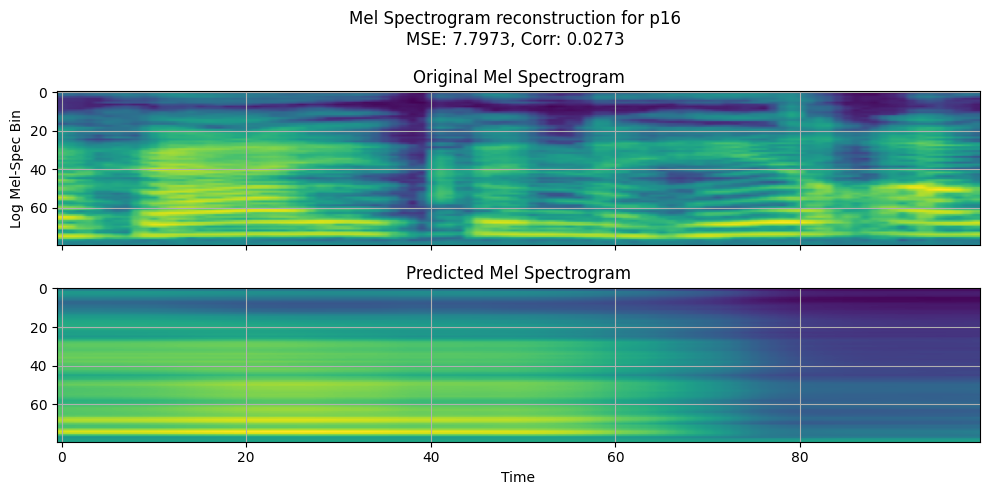 Mel Spectrogram reconstruction for p16
MSE: 7.7973, Corr: 0.0273
Original Mel Spectrogram
Log Mel-Spec Bin
0
20
40
60
Predicted Mel Spectrogram
0
20
40
60
0 20 40 60 80
Time